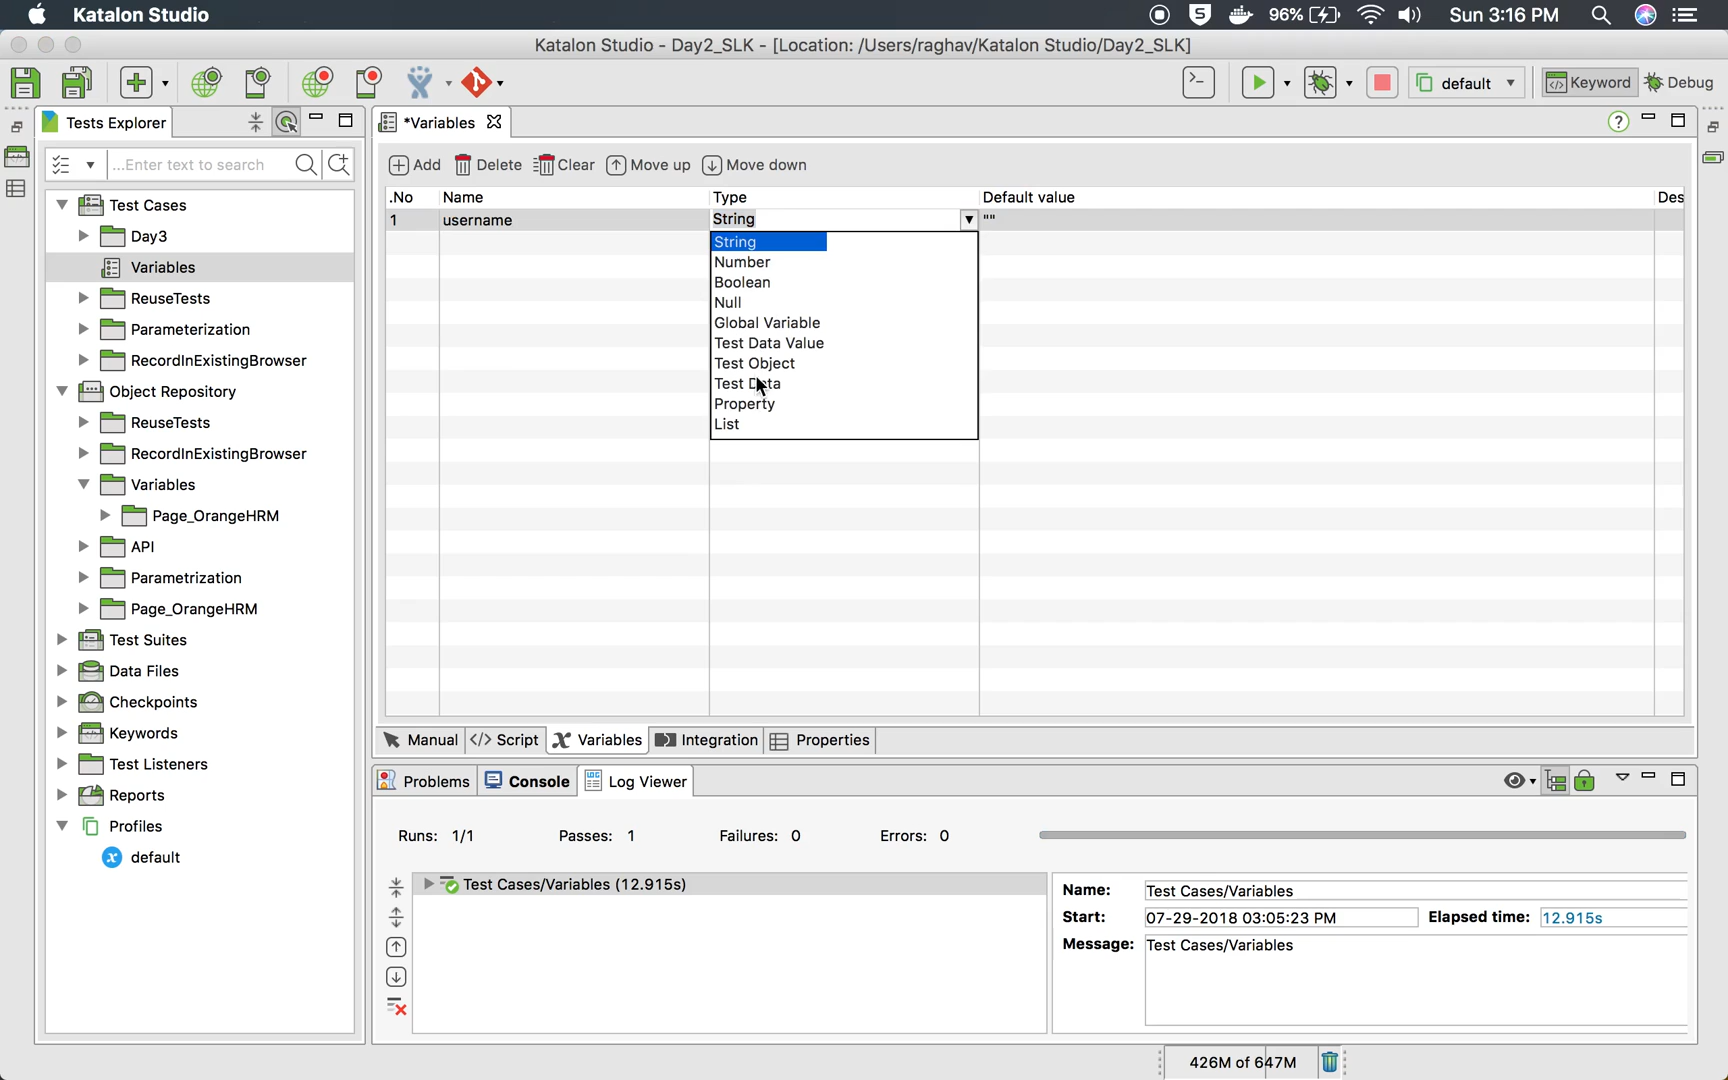 Katalon Studio
96%
Sun 3:16 PM
Katalon Studio - Day2_SLK - [Location: /Users/raghav/Katalon Studio/Day2_SLK]
default
Keyword
Debug
Tests Explorer
*Variables
...Enter text to search
Add
Delete
Clear
Move up
Move down
.No
Name
Type
Default value
Des
1
username
String
""
String
Number
Boolean
Null
Global Variable
Test Data Value
Test Object
Test Data
Property
List
Test Cases
Day3
Variables
ReuseTests
Parameterization
RecordInExistingBrowser
Object Repository
ReuseTests
RecordInExistingBrowser
Variables
Page_OrangeHRM
API
Parametrization
Page_OrangeHRM
Test Suites
Data Files
Checkpoints
Keywords
Test Listeners
Reports
Profiles
default
Manual
</> Script
Variables
Integration
Properties
Problems
Console
Log Viewer
Runs: 1/1
Passes: 1
Failures: 0
Errors: 0
Test Cases/Variables (12.915s)
Name: Test Cases/Variables
Start: 07-29-2018 03:05:23 PM
Elapsed time: 12.915s
Message: Test Cases/Variables
426M of 647M